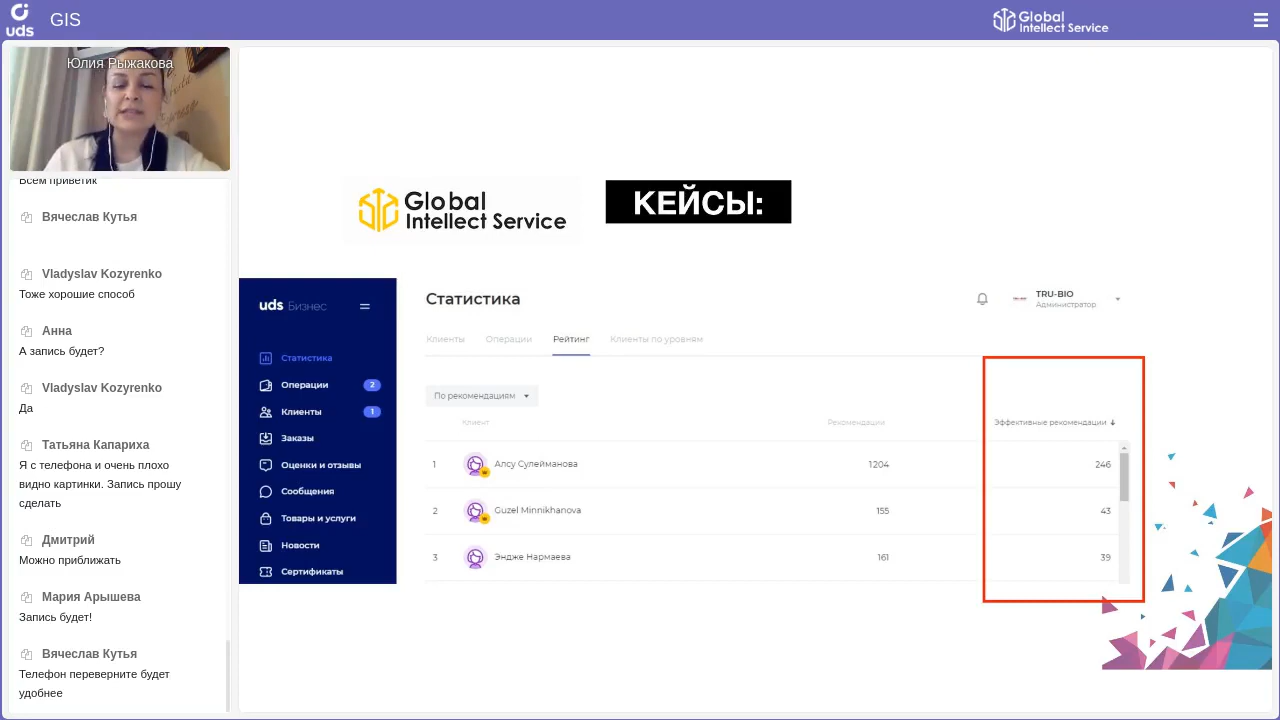 uds
GIS
Global
Intellect Service
Юлия Рыжакова
Всем приветик
Вячеслав Кутья
Vladyslav Kozyrenko
Тоже хорошие способ
Анна
А запись будет?
Vladyslav Kozyrenko
Да
Татьяна Капариха
Я с телефона и очень плохо
видно картинки. Запись прошу
сделать
Дмитрий
Можно приближать
Мария Арышева
Запись будет!
Вячеслав Кутья
Телефон переверните будет
удобнее
Global
Intellect Service
КЕЙСЫ:
uds Бизнес
Статистика
Операции 2
Клиенты 1
Заказы
Оценки и отзывы
Сообщения
Товары и услуги
Новости
Сертификаты
Статистика
TRU-BIO
Администратор
Клиенты Операции Рейтинг Клиенты по уровням
По рекомендациям
Клиент Рекомендации Эффективные рекомендации
1 Алсу Сулейманова 1204 246
2 Guzel Minnikhanova 155 43
3 Эндже Нармаева 161 39